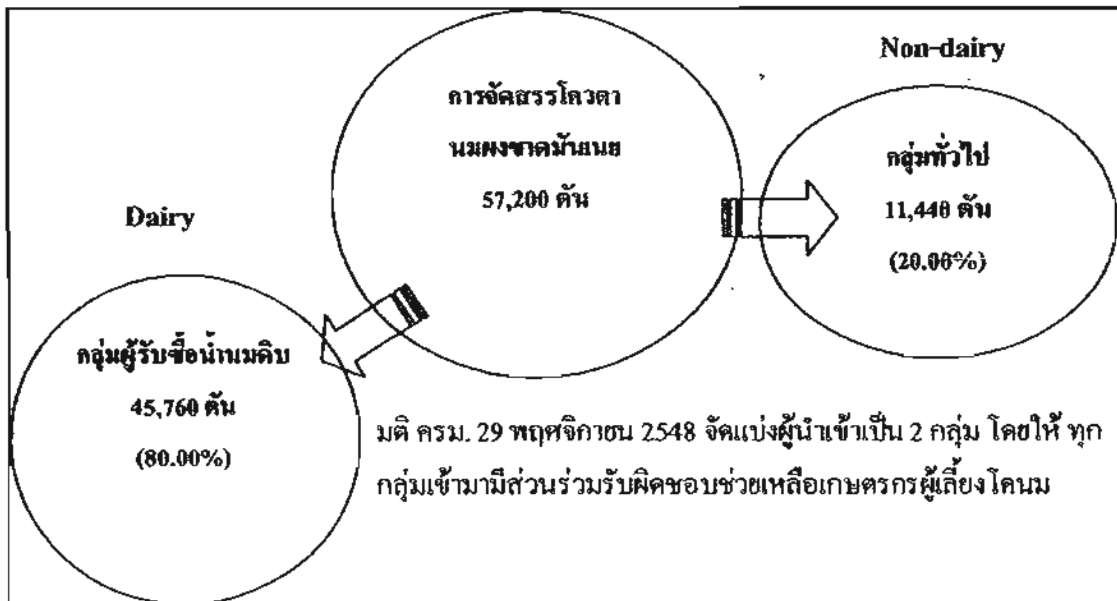 Non-dairy
การจัดสรรโควตา
นมผงขาดมันเนย
57,200 ตัน
กลุ่มทั่วไป
11,440 ตัน
(20.00%)
Dairy
กลุ่มผู้รับซื้อน้ำนมดิบ
45,760 ตัน
(80.00%)
มติ ครม. 29 พฤศจิกายน 2548 จัดแบ่งผู้นำเข้าเป็น 2 กลุ่ม โดยให้ ทุก
กลุ่มเข้ามามีส่วนร่วมรับผิดชอบช่วยเหลือเกษตรกรผู้เลี้ยงโคนม